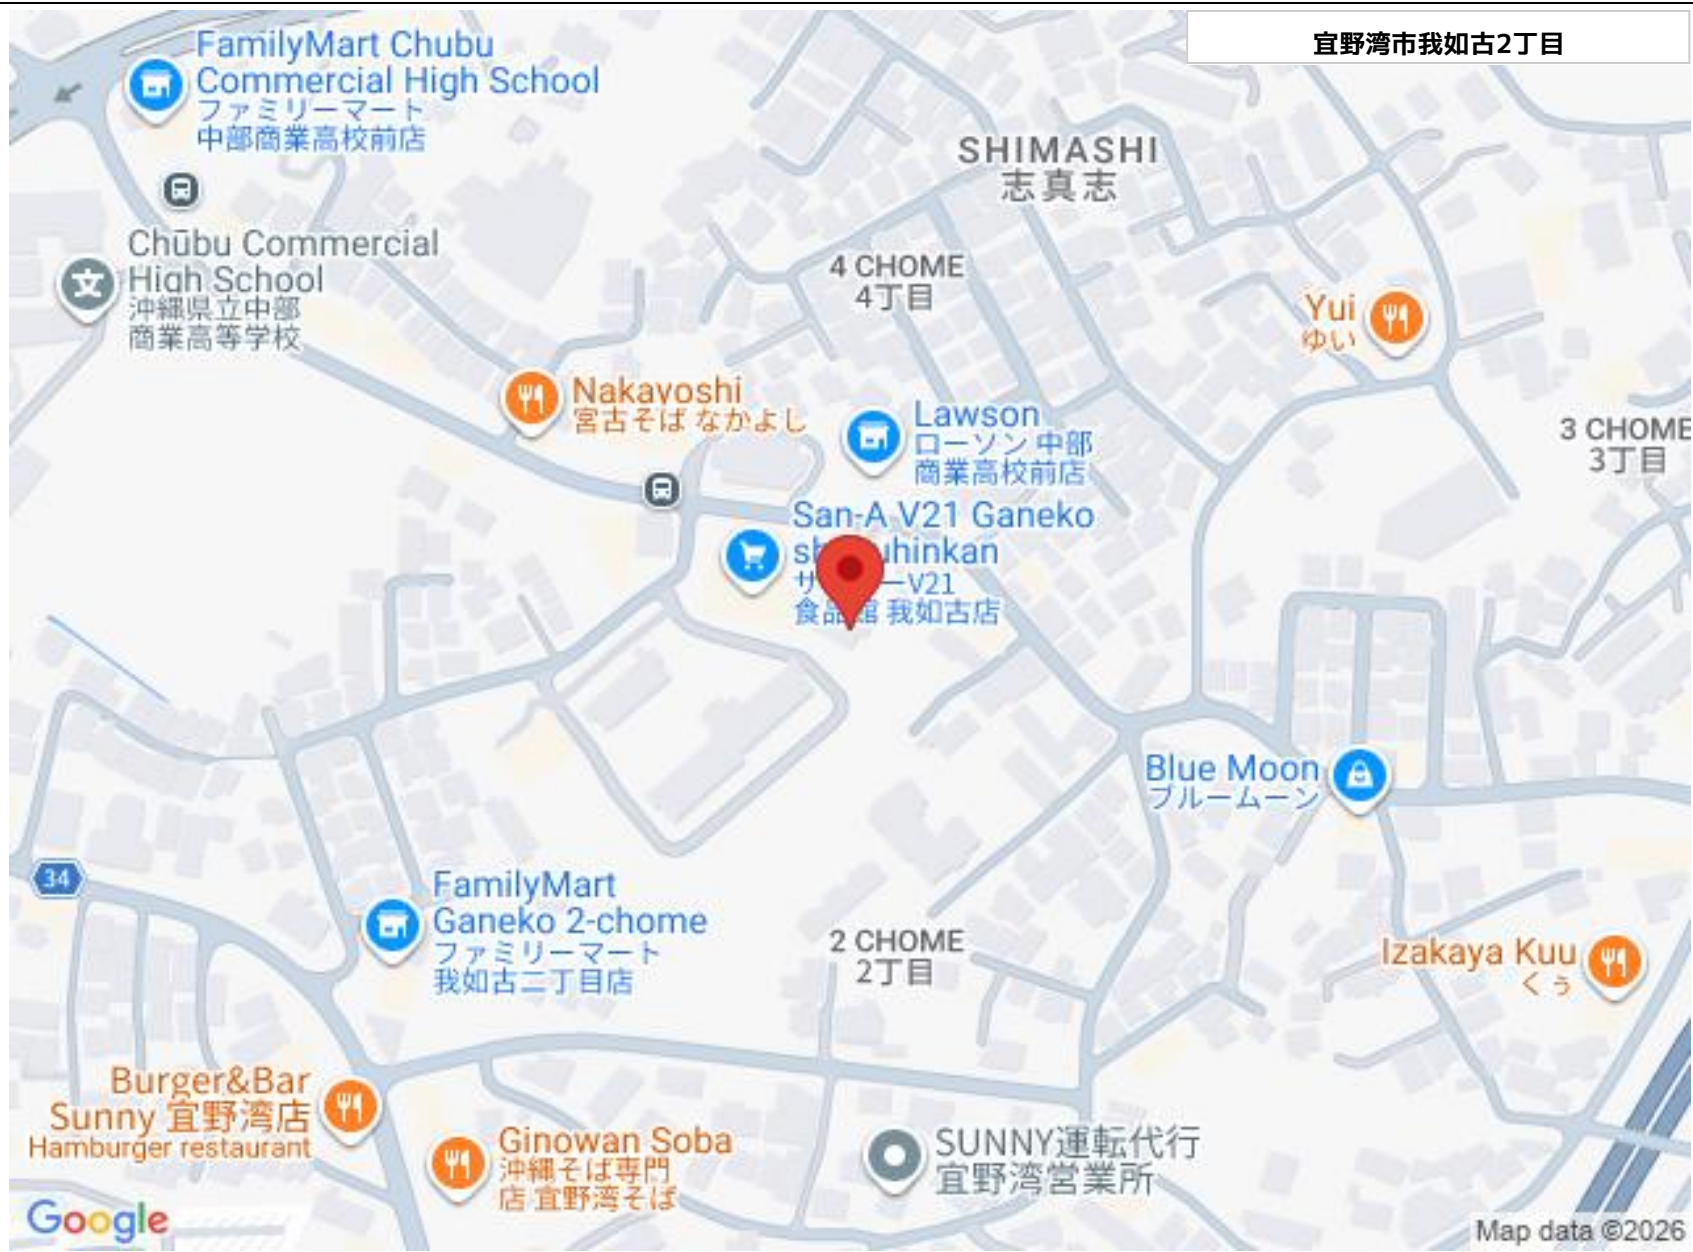 宜野湾市我如古2丁目
FamilyMart Chubu
Commercial High School
ファミリーマート
中部商業高校前店
SHIMASHI
志真志
Chūbu Commercial
High School
沖縄県立中部
商業高等学校
4 CHOME
4丁目
Yui
ゆい
Nakayoshi
宮古そば なかよし
Lawson
ローソン 中部
商業高校前店
3 CHOME
3丁目
San-A V21 Ganeko
サ ーV21
食品館 我如古店
Blue Moon
ブルームーン
34
FamilyMart
Ganeko 2-chome
ファミリーマート
我如古二丁目店
2 CHOME
2丁目
Izakaya Kuu
くぅ
Burger&Bar
Sunny 宜野湾店
Hamburger restaurant
Ginowan Soba
沖縄そば専門
店 宜野湾そば
SUNNY運転代行
宜野湾営業所
Google
Map data ©2026